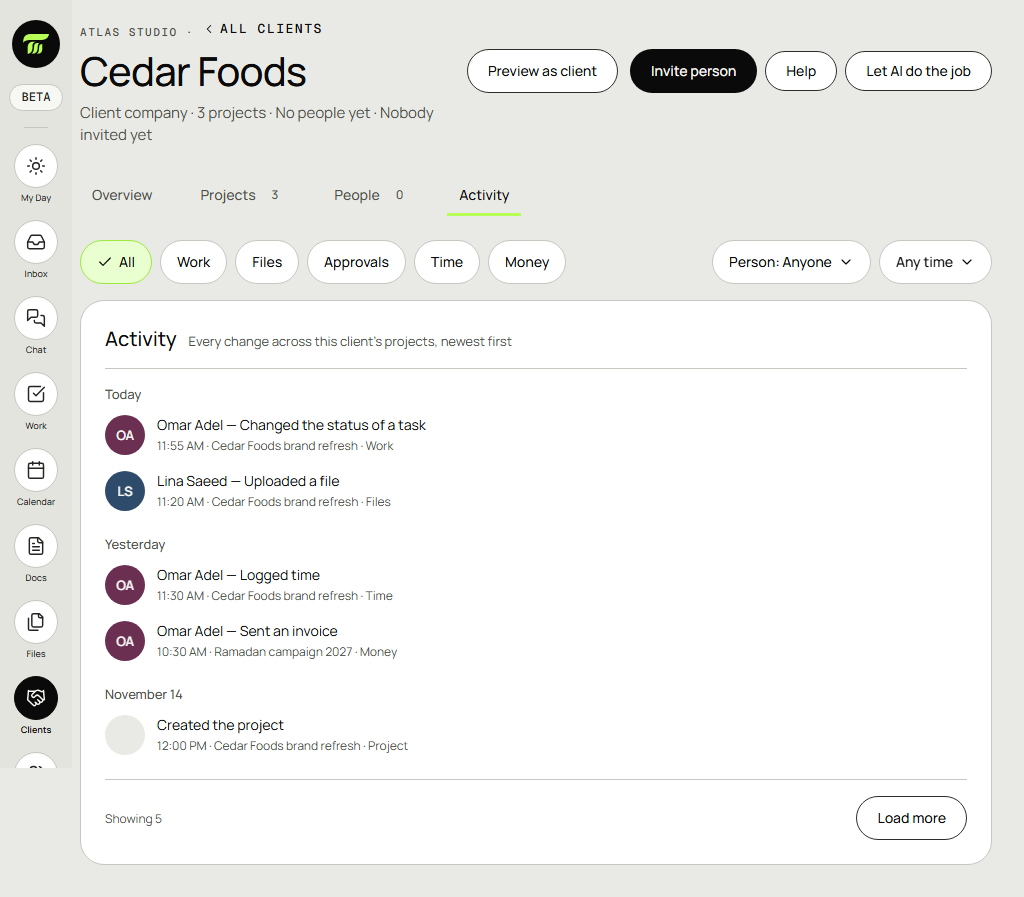 ATLAS STUDIO · < ALL CLIENTS
Cedar Foods
Client company · 3 projects · No people yet · Nobody
invited yet
Preview as client
Invite person
Help
Let AI do the job
BETA
My Day
Inbox
Chat
Work
Calendar
Docs
Files
Clients
Overview
Projects 3
People 0
Activity
All
Work
Files
Approvals
Time
Money
Person: Anyone
Any time
Activity Every change across this client's projects, newest first
Today
OA
Omar Adel — Changed the status of a task
11:55 AM · Cedar Foods brand refresh · Work
LS
Lina Saeed — Uploaded a file
11:20 AM · Cedar Foods brand refresh · Files
Yesterday
OA
Omar Adel — Logged time
11:30 AM · Cedar Foods brand refresh · Time
OA
Omar Adel — Sent an invoice
10:30 AM · Ramadan campaign 2027 · Money
November 14
Created the project
12:00 PM · Cedar Foods brand refresh · Project
Showing 5
Load more